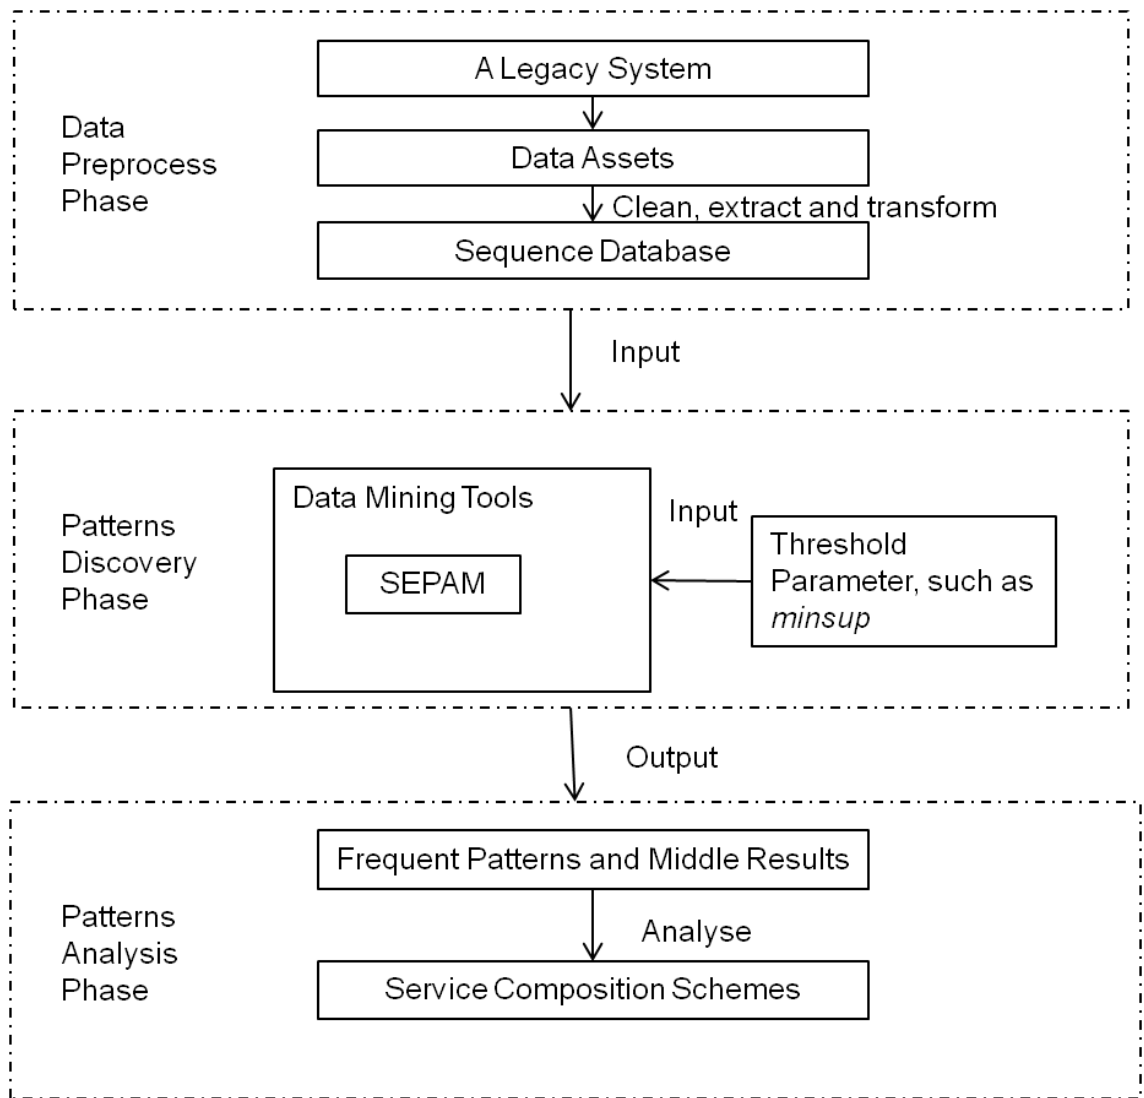 A Legacy System
Data
Preprocess
Phase
Data Assets
Clean, extract and transform
Sequence Database
Input
Patterns
Discovery
Phase
Data Mining Tools
SEPAM
Input
Threshold
Parameter, such as
minsup
Output
Frequent Patterns and Middle Results
Patterns
Analysis
Phase
Analyse
Service Composition Schemes